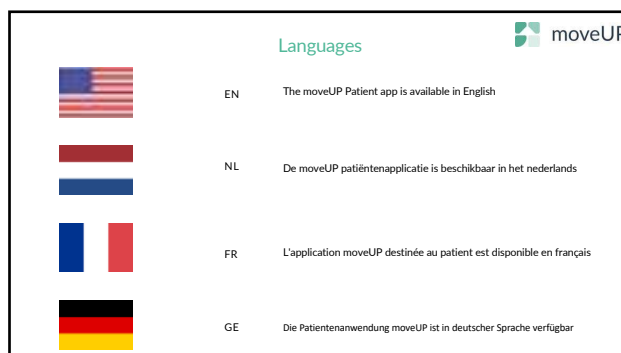 Languages
moveUP
EN
The moveUP Patient app is available in English
NL
De moveUP patiëntenapplicatie is beschikbaar in het nederlands
FR
L'application moveUP destinée au patient est disponible en français
GE
Die Patientenanwendung moveUP ist in deutscher Sprache verfügbar